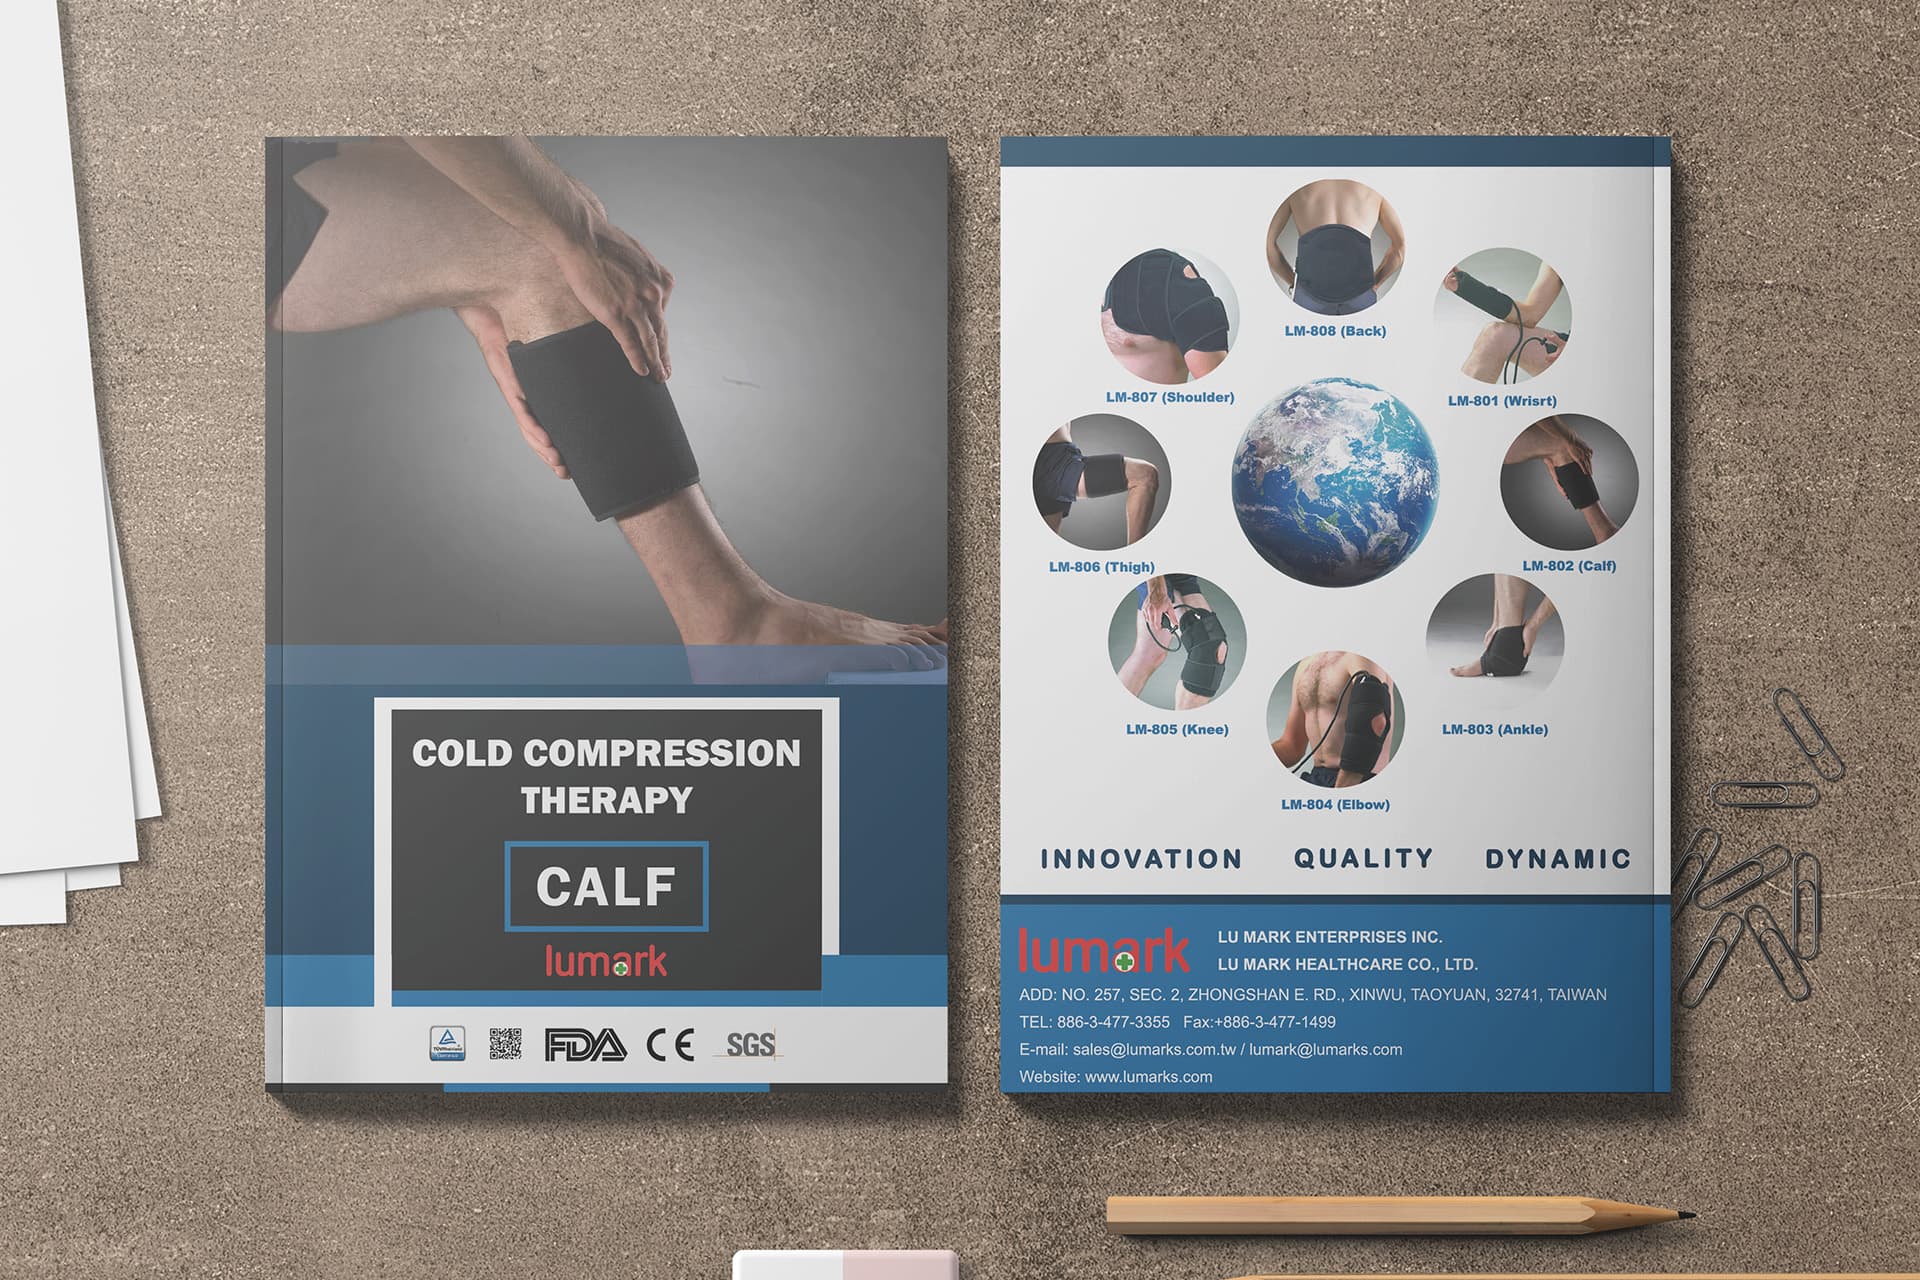 COLD COMPRESSION
THERAPY
CALF
lumark
TÜVRheinland
FDA CE SGS
LM-808 (Back)
LM-807 (Shoulder)
LM-801 (Wrisrt)
LM-806 (Thigh)
LM-802 (Calf)
LM-805 (Knee)
LM-803 (Ankle)
LM-804 (Elbow)
INNOVATION QUALITY DYNAMIC
lumark
LU MARK ENTERPRISES INC.
LU MARK HEALTHCARE CO., LTD.
ADD: NO. 257, SEC. 2, ZHONGSHAN E. RD., XINWU, TAOYUAN, 32741, TAIWAN
TEL: 886-3-477-3355 Fax:+886-3-477-1499
E-mail: sales@lumarks.com.tw / lumark@lumarks.com
Website: www.lumarks.com